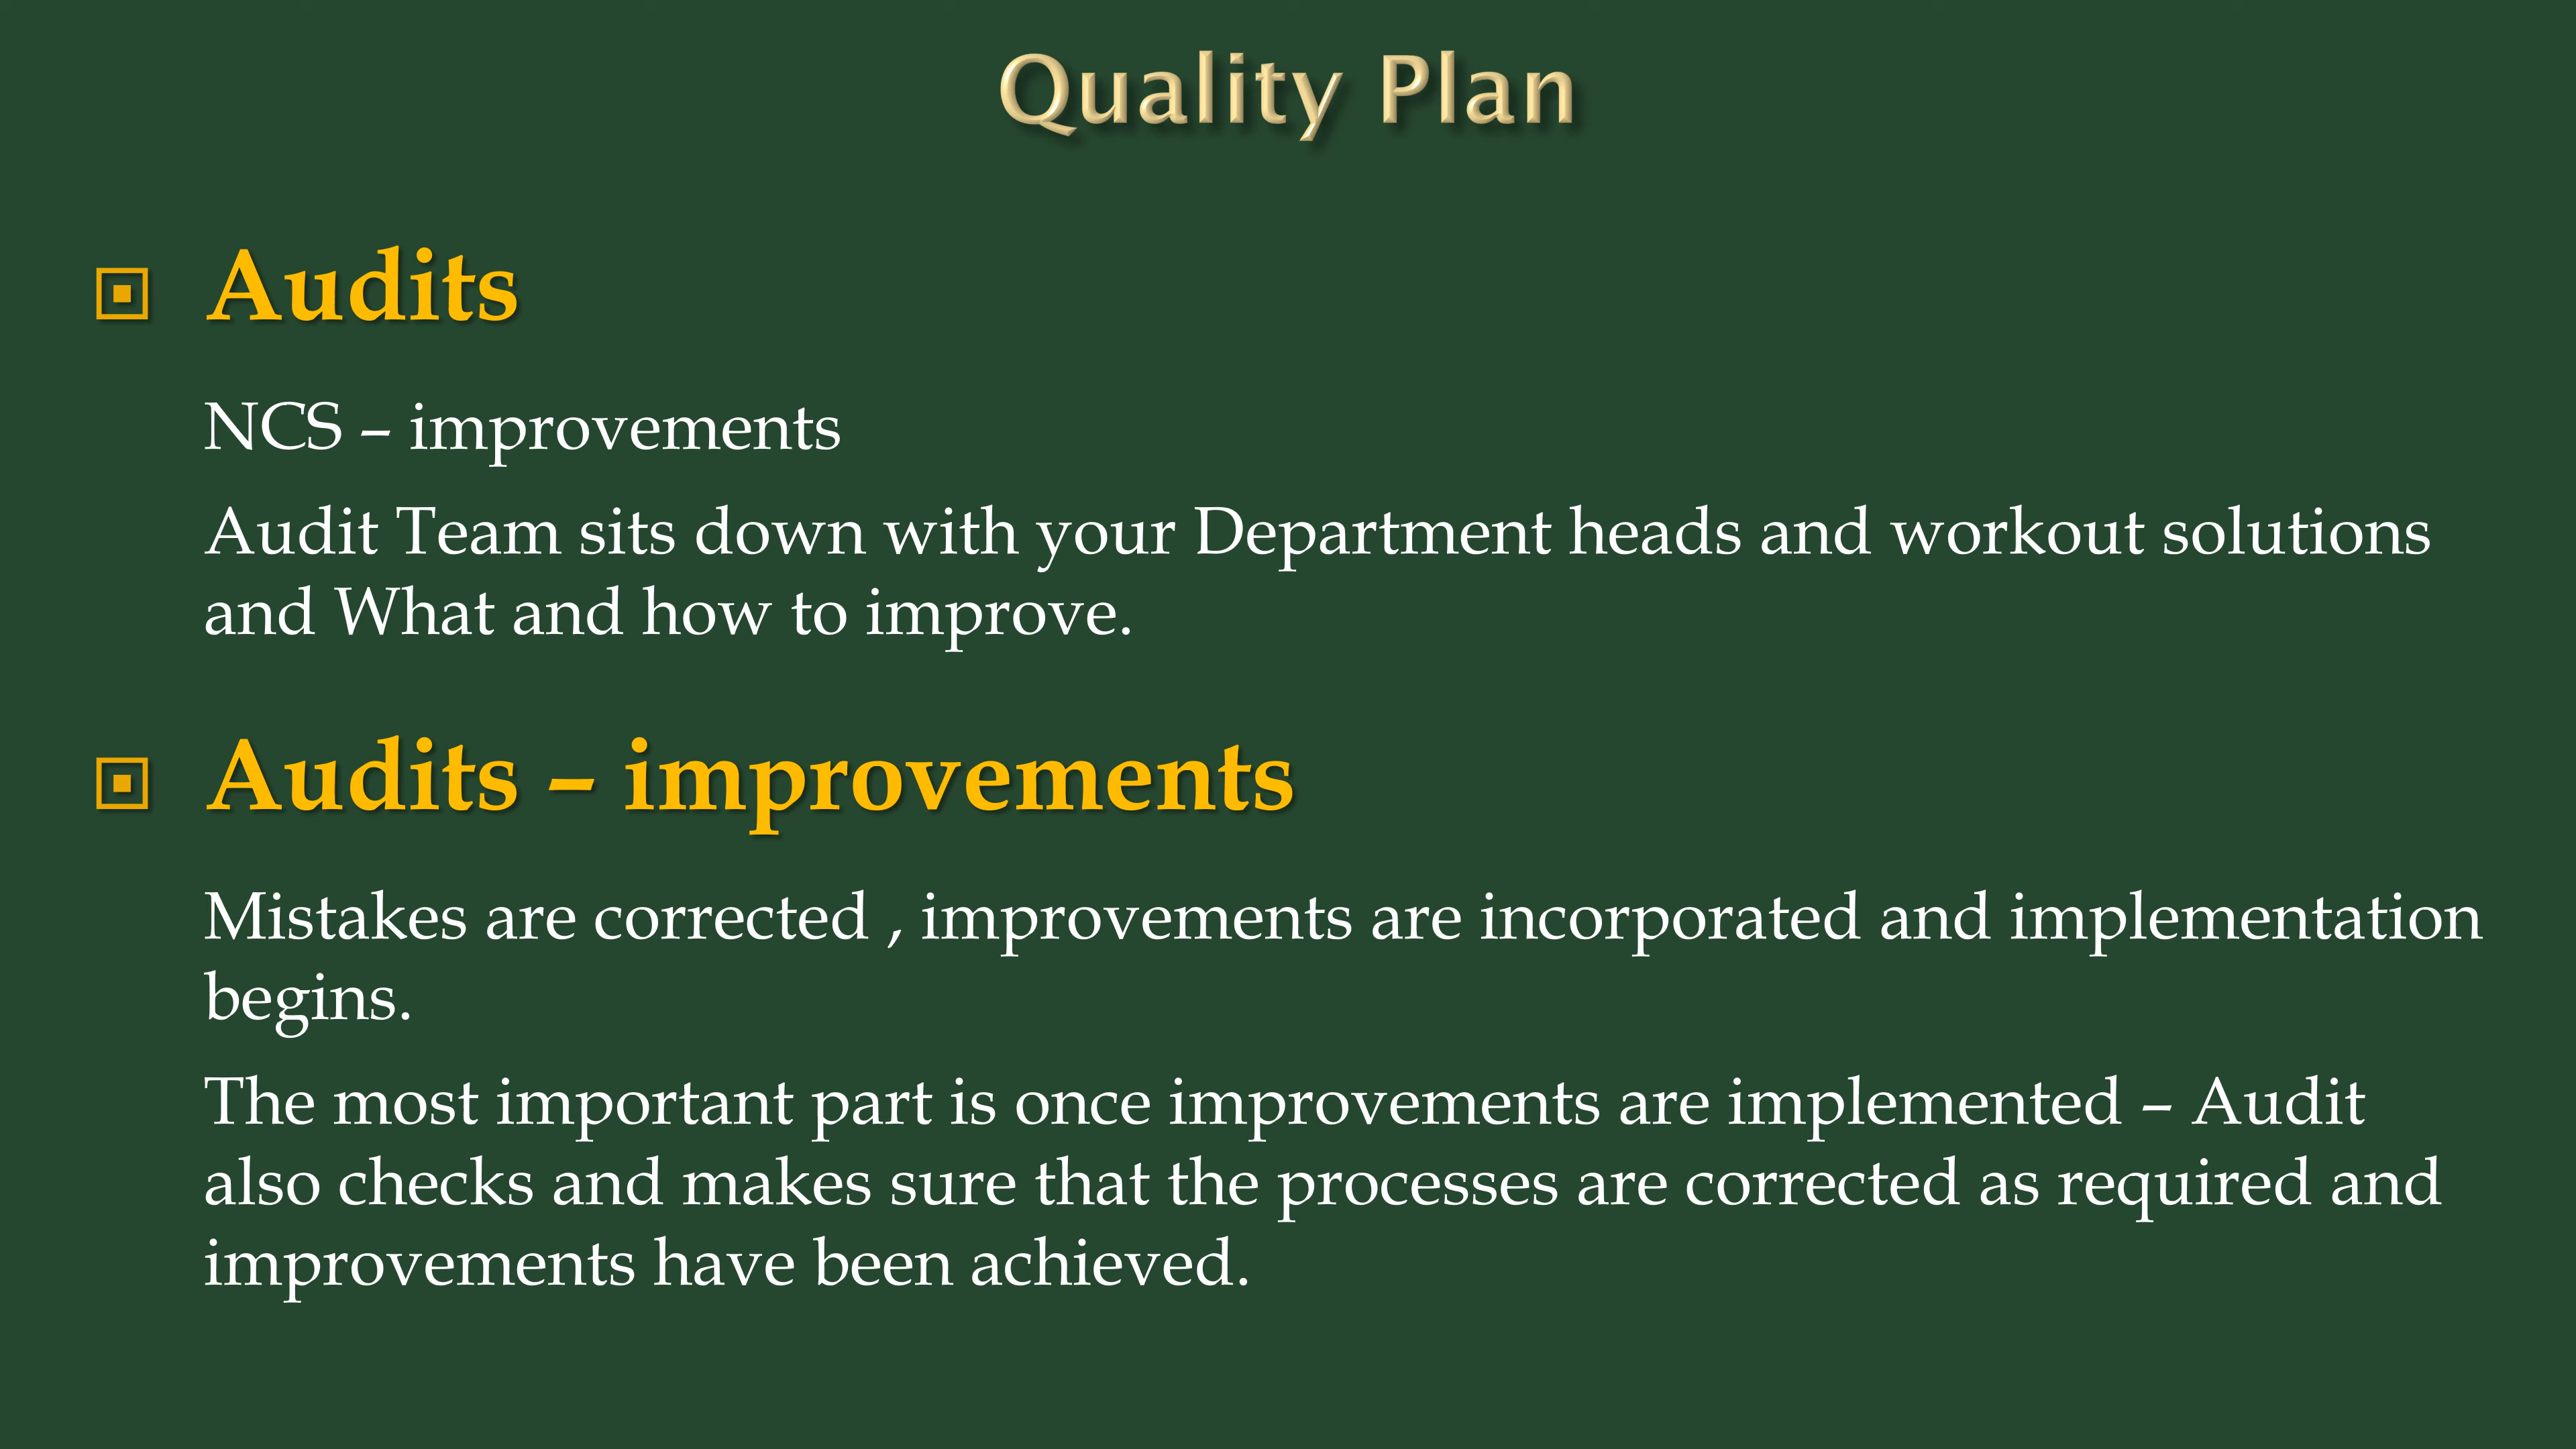 Quality Plan
Audits
NCS – improvements
Audit Team sits down with your Department heads and workout solutions
and What and how to improve.
Audits – improvements
Mistakes are corrected , improvements are incorporated and implementation
begins.
The most important part is once improvements are implemented – Audit
also checks and makes sure that the processes are corrected as required and
improvements have been achieved.